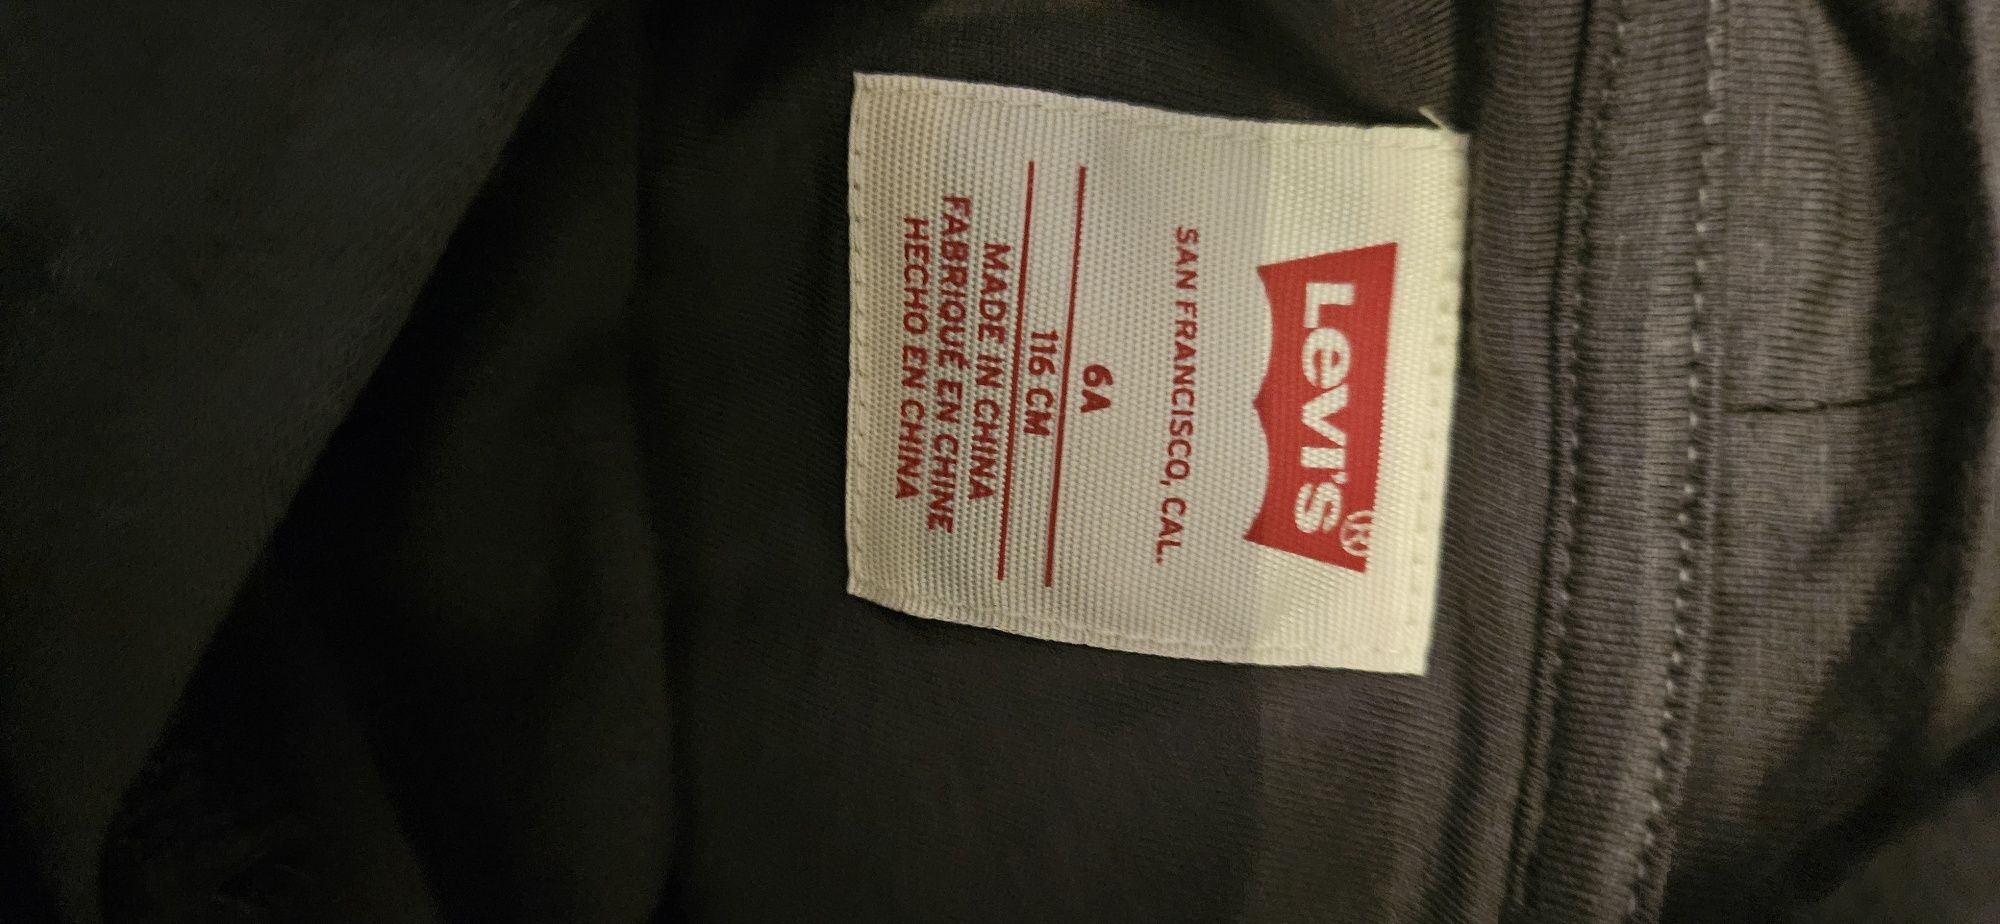 Levi's®
SAN FRANCISCO, CAL.
6A
116 CM
MADE IN CHINA
FABRIQUÉ EN CHINE
HECHO EN CHINA